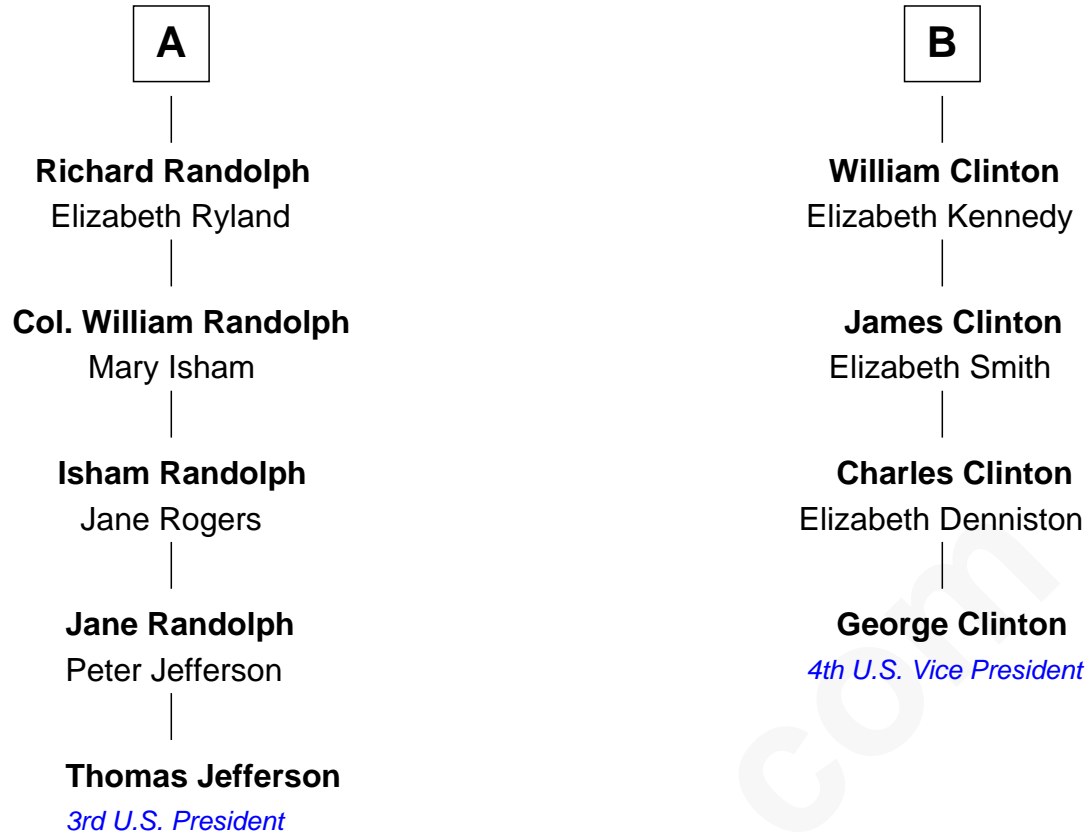 A
Richard Randolph
Elizabeth Ryland
Col. William Randolph
Mary Isham
Isham Randolph
Jane Rogers
Jane Randolph
Peter Jefferson
Thomas Jefferson
3rd U.S. President
B
William Clinton
Elizabeth Kennedy
James Clinton
Elizabeth Smith
Charles Clinton
Elizabeth Denniston
George Clinton
4th U.S. Vice President
com